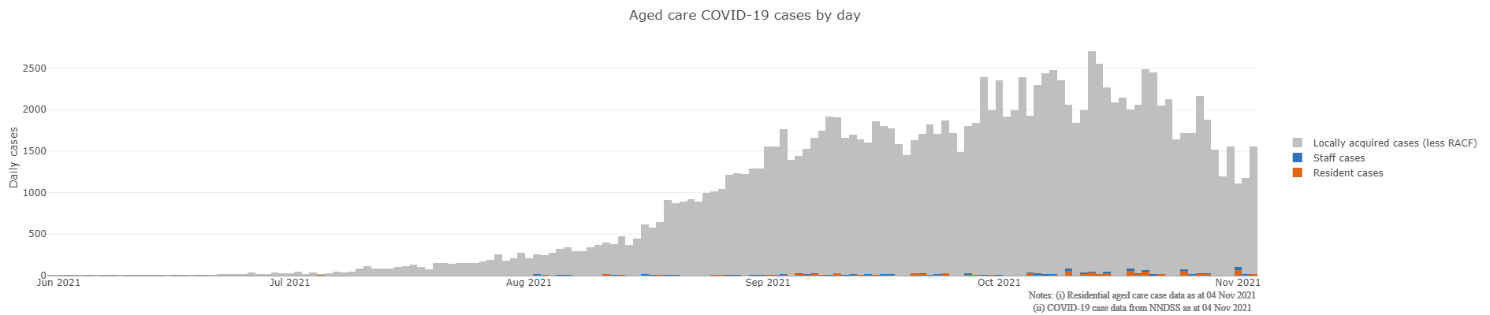 Aged care COVID-19 cases by day
Daily cases
2500
2000
1500
1000
500
0
Jun 2021 Jul 2021 Aug 2021 Sep 2021 Oct 2021 Nov 2021
Locally acquired cases (less RACF)
Staff cases
Resident cases
Notes: (i) Residential aged care case data as at 04 Nov 2021
(ii) COVID-19 case data from NNDSS as at 04 Nov 2021